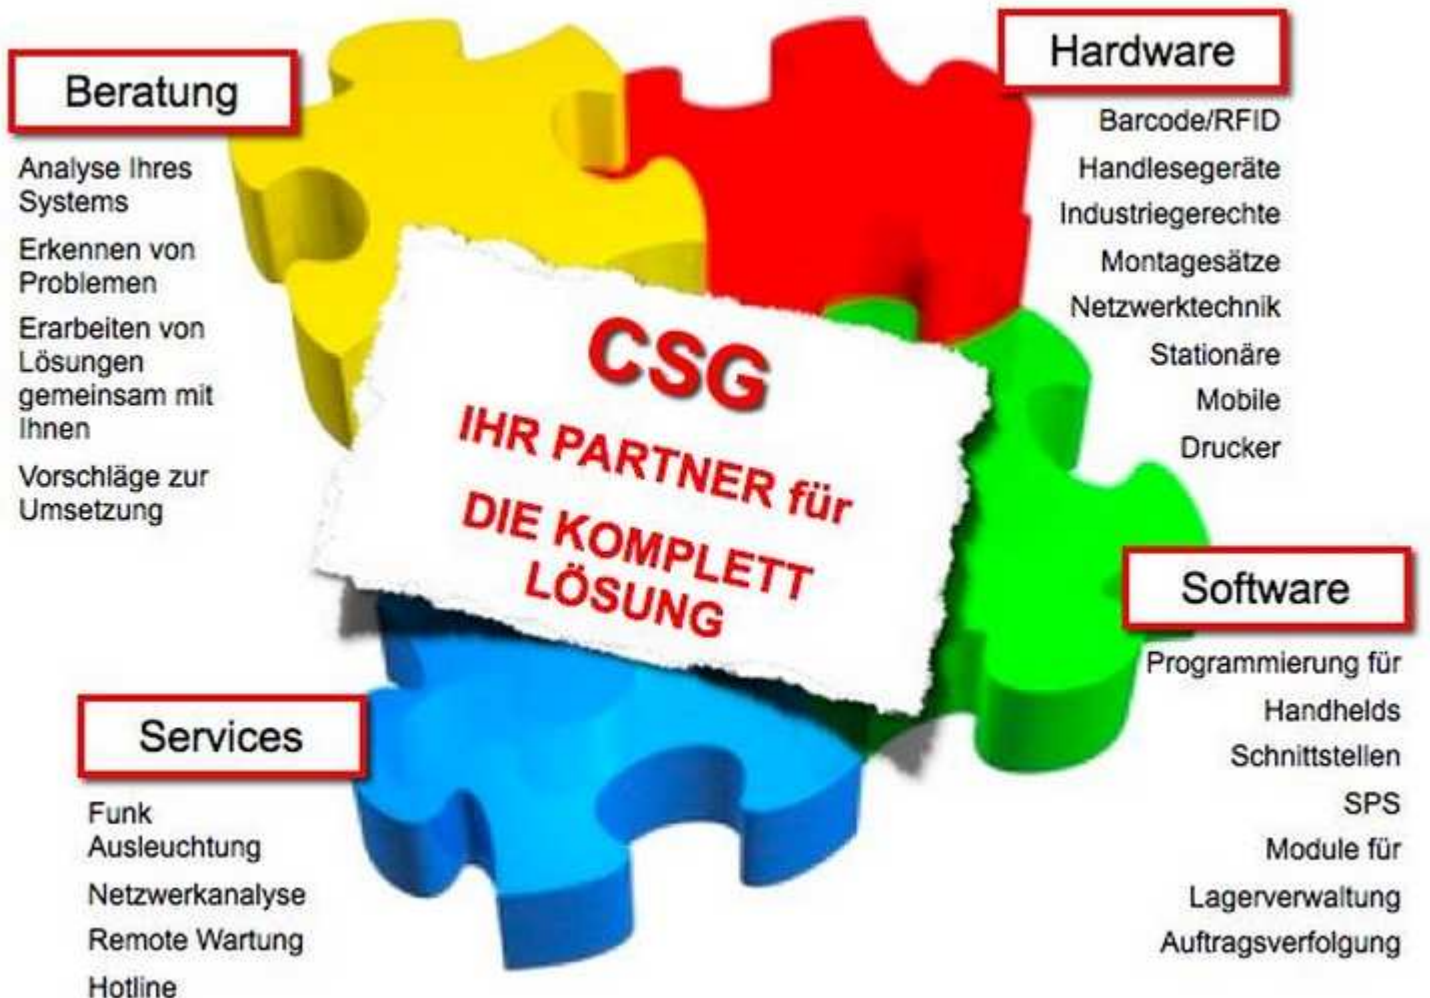 Beratung
Analyse Ihres
Systems
Erkennen von
Problemen
Erarbeiten von
Lösungen
gemeinsam mit
Ihnen
Vorschläge zur
Umsetzung
Hardware
Barcode/RFID
Handlesegeräte
Industriegerechte
Montagesätze
Netzwerktechnik
Stationäre
Mobile
Drucker
CSG
IHR PARTNER für
DIE KOMPLETT
LÖSUNG
Services
Funk
Ausleuchtung
Netzwerkanalyse
Remote Wartung
Hotline
Software
Programmierung für
Handhelds
Schnittstellen
SPS
Module für
Lagerverwaltung
Auftragsverfolgung